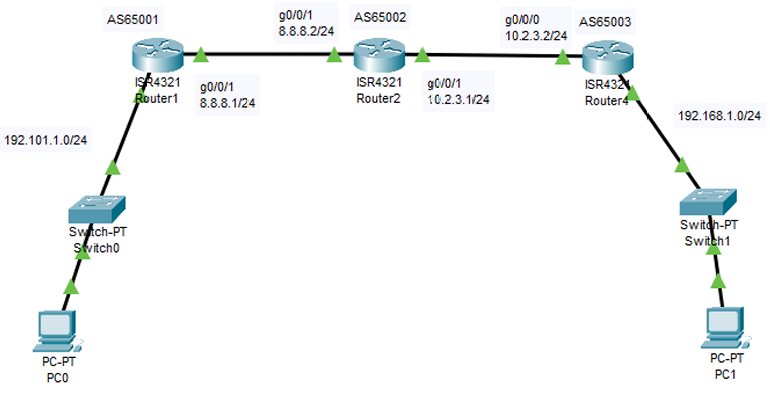 AS65001
g0/0/1
8.8.8.2/24
AS65002
g0/0/0
10.2.3.2/24
AS65003
ISR4321
Router1
g0/0/1
8.8.8.1/24
ISR4321
Router2
g0/0/1
10.2.3.1/24
ISR4321
Router4
192.101.1.0/24
192.168.1.0/24
Switch-PT
Switch0
Switch-PT
Switch1
PC-PT
PC0
PC-PT
PC1